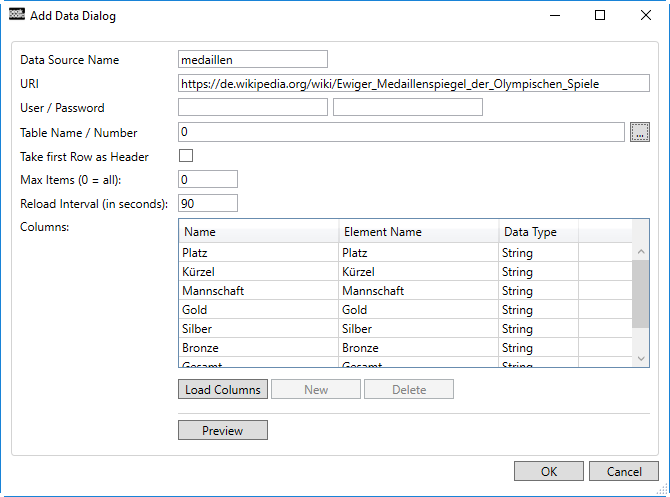 peak board Add Data Dialog
Data Source Name medaillen
URI https://de.wikipedia.org/wiki/Ewiger_Medaillenspiegel_der_Olympischen_Spiele
User / Password
Table Name / Number 0 ...
Take first Row as Header
Max Items (0 = all): 0
Reload Interval (in seconds): 90
Columns: Name Element Name Data Type
Platz Platz String
Kürzel Kürzel String
Mannschaft Mannschaft String
Gold Gold String
Silber Silber String
Bronze Bronze String
Gesamt Gesamt String
Load Columns New Delete
Preview
OK Cancel